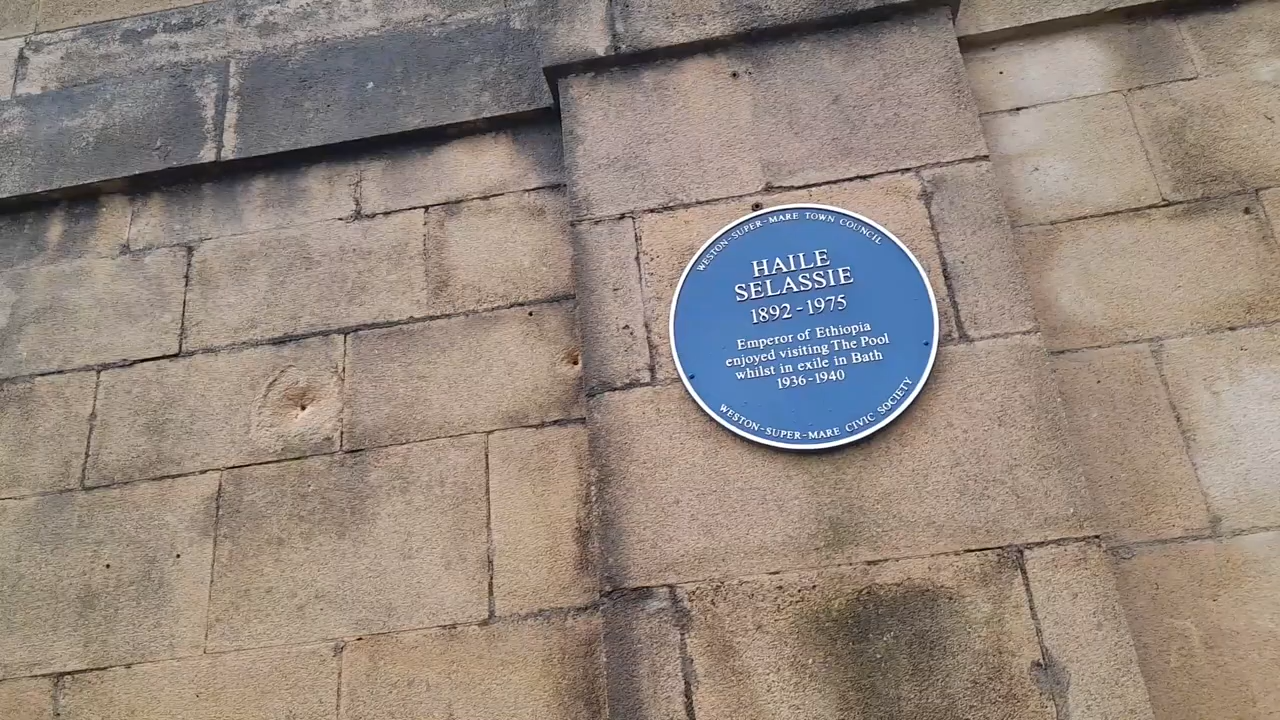 WESTON-SUPER-MARE TOWN COUNCIL
HAILE
SELASSIE
1892-1975
Emperor of Ethiopia
enjoyed visiting The Pool
whilst in exile in Bath
1936-1940
WESTON-SUPER-MARE CIVIC SOCIETY